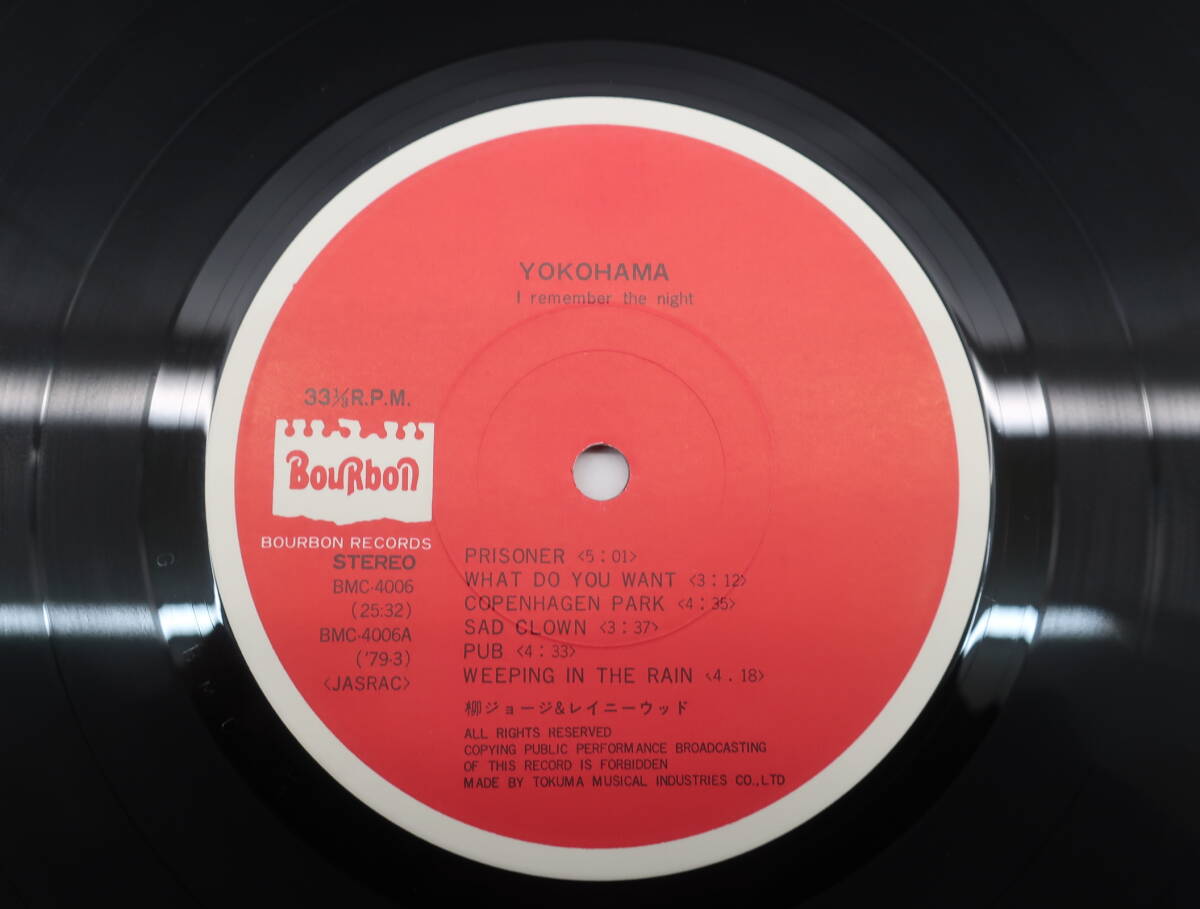 YOKOHAMA
I remember the night
33⅓R.P.M.
BOURBON
BOURBON RECORDS
STEREO
BMC-4006
(25:32)
BMC-4006A
('79·3)
<JASRAC>
PRISONER <5:01>
WHAT DO YOU WANT <3:12>
COPENHAGEN PARK <4:35>
SAD CLOWN <3:37>
PUB <4:33>
WEEPING IN THE RAIN <4.18>
柳ジョージ&レイニーウッド
ALL RIGHTS RESERVED
COPYING PUBLIC PERFORMANCE BROADCASTING
OF THIS RECORD IS FORBIDDEN
MADE BY TOKUMA MUSICAL INDUSTRIES CO.,LTD